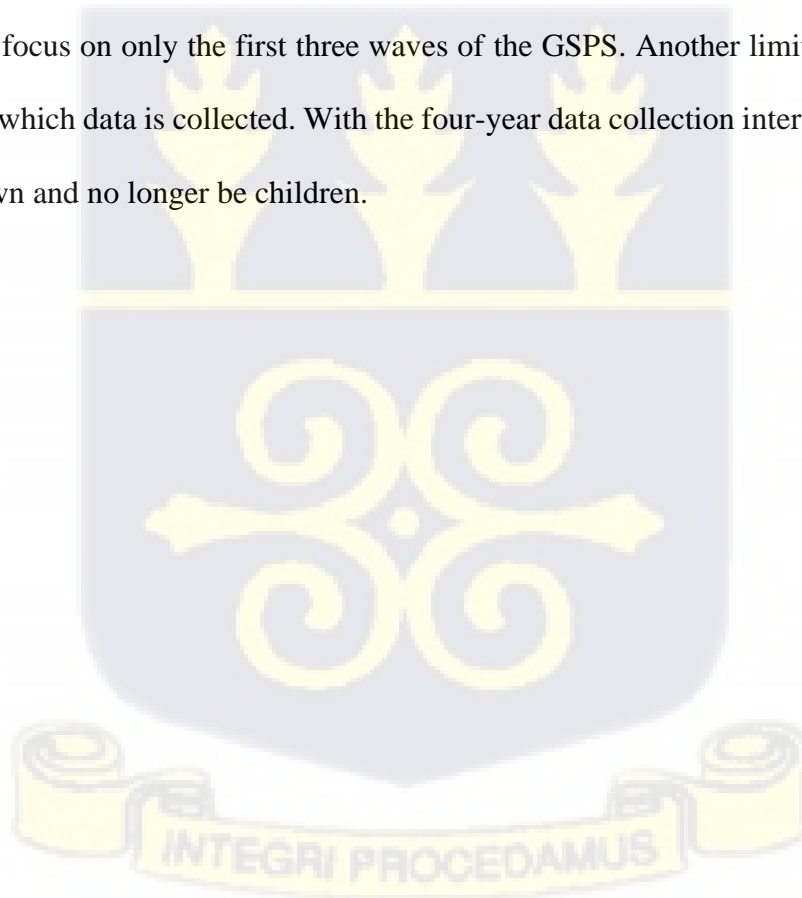 focus on only the first three waves of the GSPS. Another limit
which data is collected. With the four-year data collection inter
wn and no longer be children.
INTEGRI PROCEDAMUS